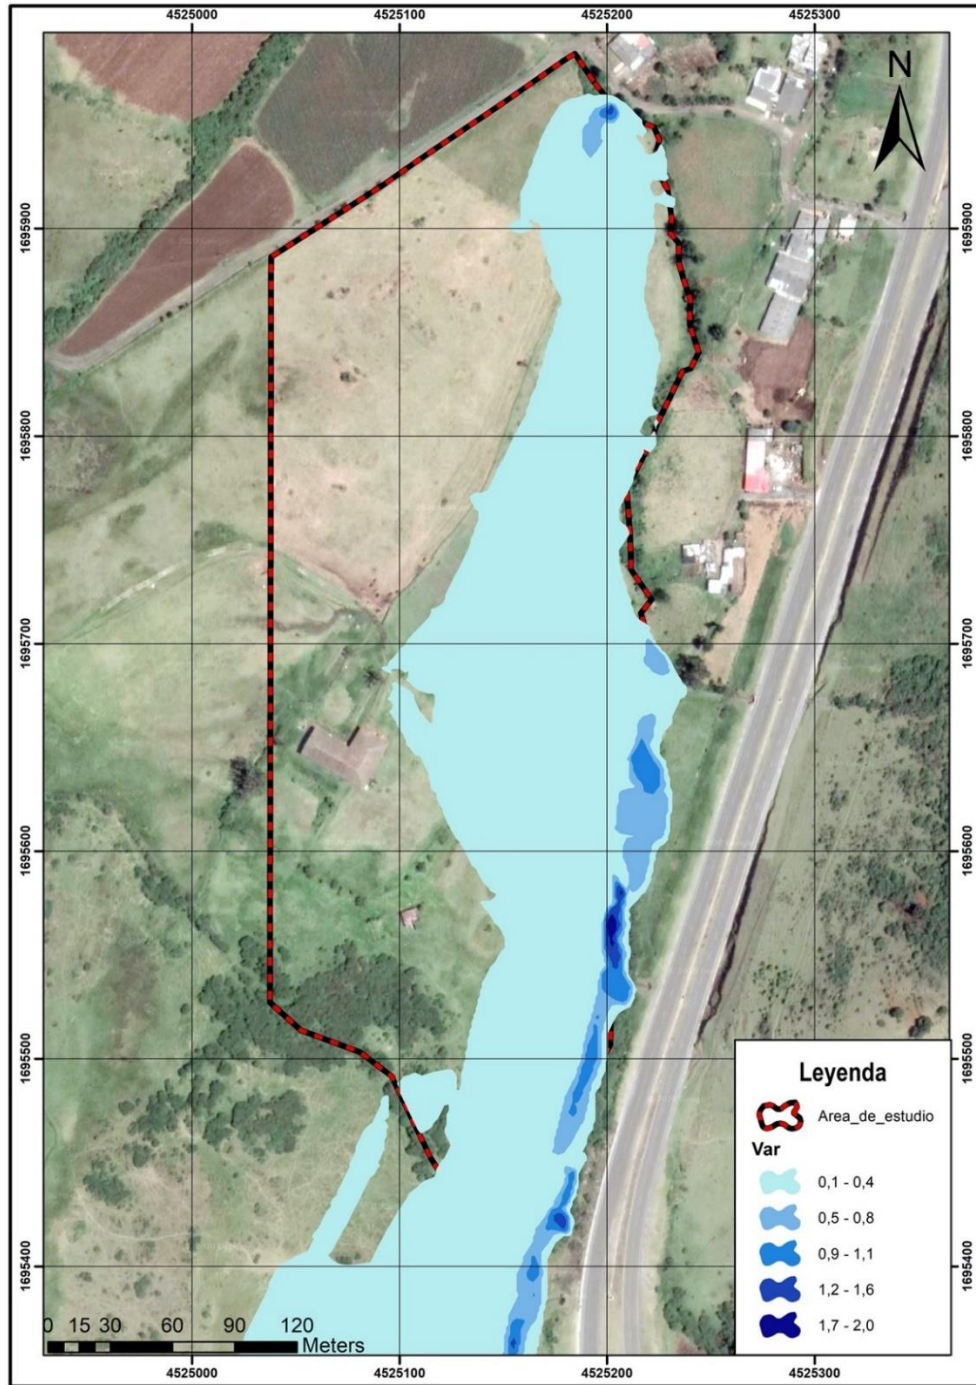 4525000 4525100 4525200 4525300
N
1695900 1695900
1695800 1695800
1695700 1695700
1695600 1695600
1695500 1695500
1695400 1695400
Leyenda
Area_de_estudio
Var
0,1 - 0,4
0,5 - 0,8
0,9 - 1,1
1,2 - 1,6
1,7 - 2,0
0 15 30 60 90 120
Meters
4525000 4525100 4525200 4525300